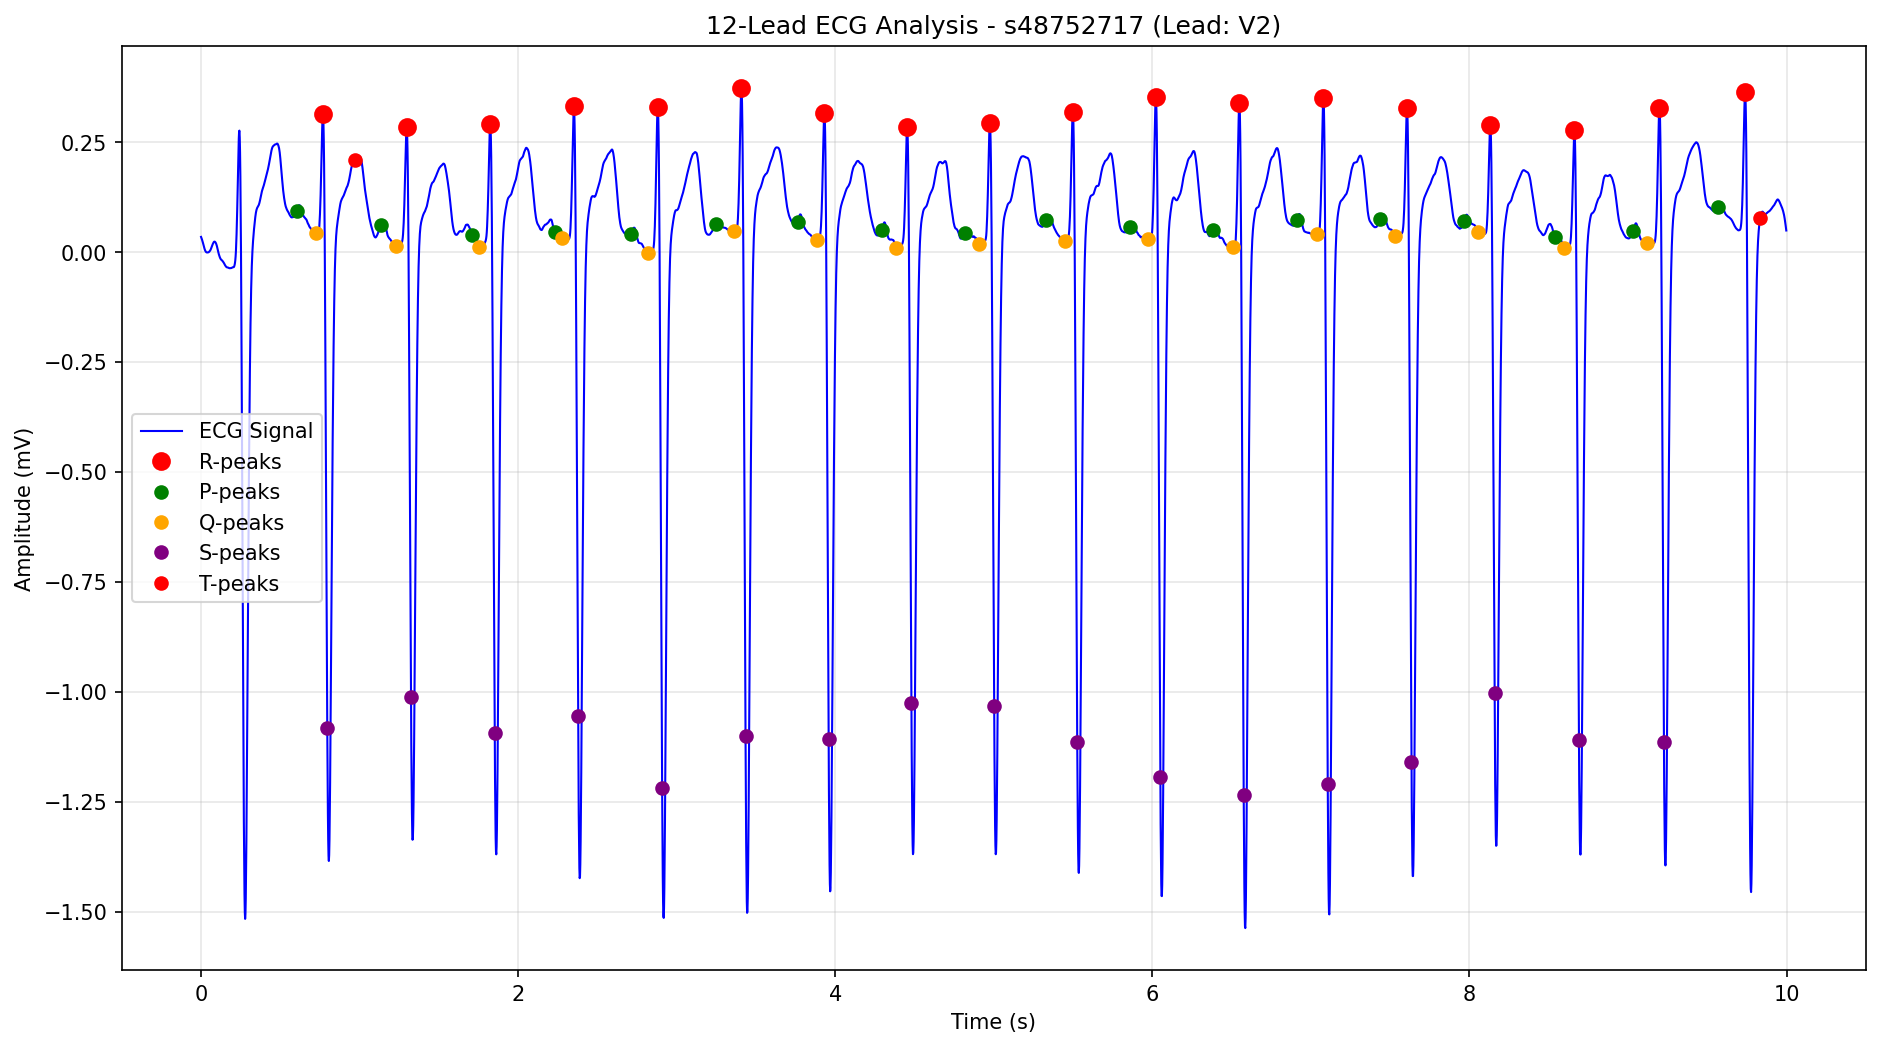 12-Lead ECG Analysis - s48752717 (Lead: V2)
Amplitude (mV)
0.25
0.00
−0.25
−0.50
−0.75
−1.00
−1.25
−1.50
ECG Signal
R-peaks
P-peaks
Q-peaks
S-peaks
T-peaks
0 2 4 6 8 10
Time (s)